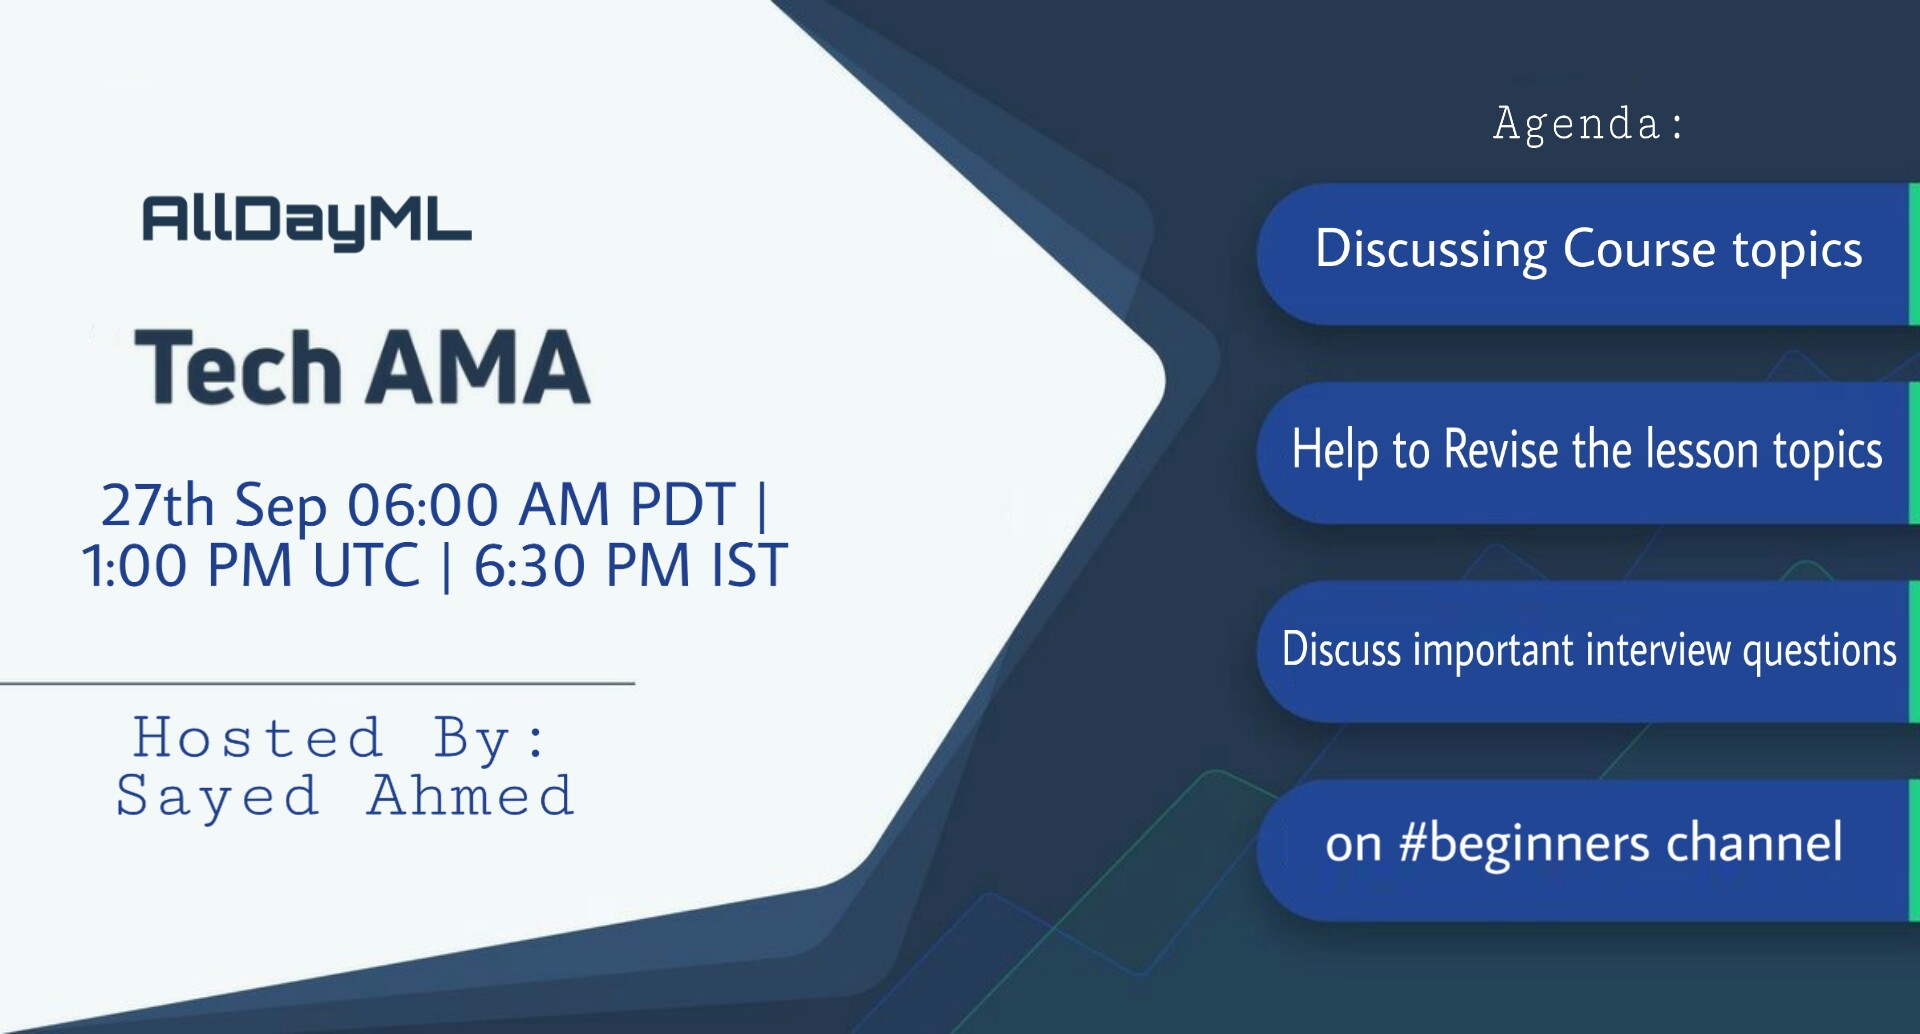 AllDayML
Tech AMA
27th Sep 06:00 AM PDT |
1:00 PM UTC | 6:30 PM IST
Hosted By:
Sayed Ahmed
Agenda:
Discussing Course topics
Help to Revise the lesson topics
Discuss important interview questions
on #beginners channel